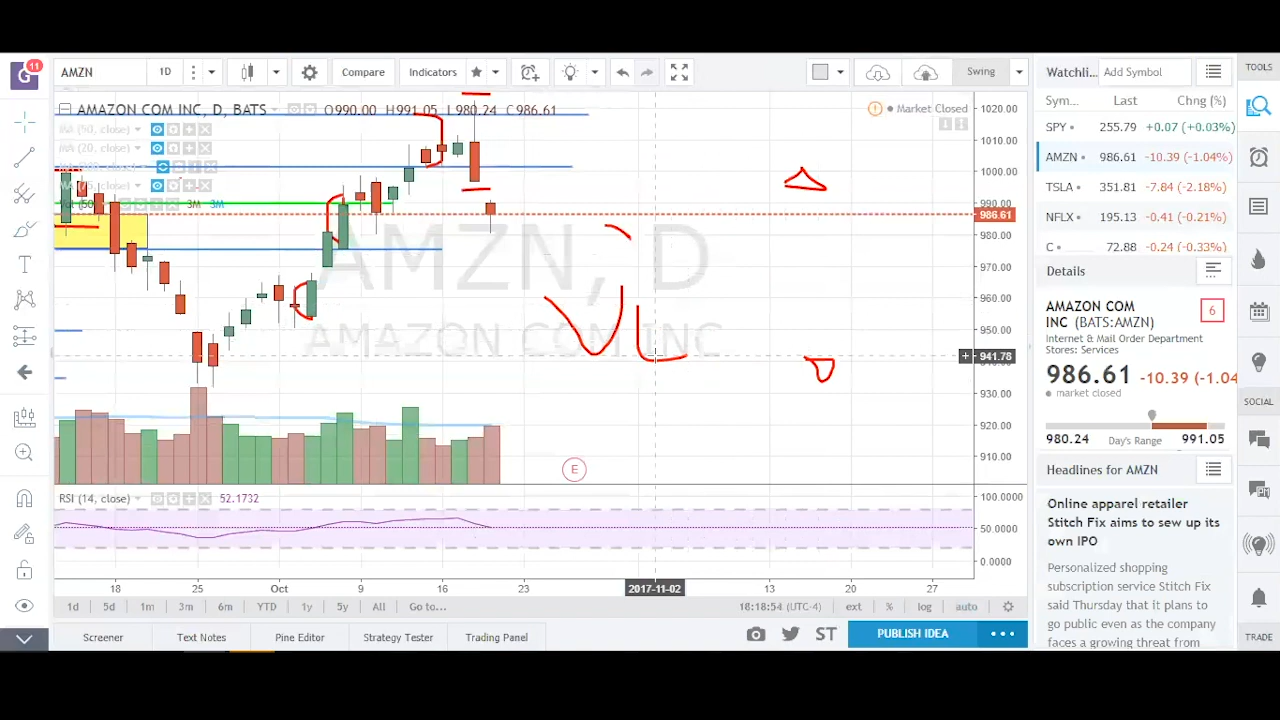 G 11
AMZN 1D Compare Indicators Swing Watchli... Add Symbol TOOLS
AMAZON COM INC, D, BATS O990.00 H991.05 L980.24 C986.61 Market Closed
MA (50, close)
MA (20, close)
3M 3M
1020.00
1010.00
1000.00
990.00
986.61
980.00
970.00
960.00
950.00
941.78
930.00
920.00
910.00
AMZN, D
AMAZON COM INC
E
RSI (14, close) 52.1732
100.0000
50.0000
0.0000
18 25 Oct 9 16 23 2017-11-02 13 20 27
1d 5d 1m 3m 6m YTD 1y 5y All Go to... 18:18:54 (UTC-4) ext % log auto
Screener Text Notes Pine Editor Strategy Tester Trading Panel ST PUBLISH IDEA
Sym... Last Chng (%)
SPY 255.79 +0.07 (+0.03%)
AMZN 986.61 -10.39 (-1.04%)
TSLA 351.81 -7.84 (-2.18%)
NFLX 195.13 -0.41 (-0.21%)
C 72.88 -0.24 (-0.33%)
Details
AMAZON COM
INC (BATS:AMZN) 6
Internet & Mail Order Department
Stores: Services
986.61 -10.39 (-1.04
market closed
980.24 Day's Range 991.05
SOCIAL
Headlines for AMZN
Online apparel retailer
Stitch Fix aims to sew up its
own IPO
Personalized shopping
subscription service Stitch Fix
said Thursday that it plans to
go public even as the company
faces a growing threat from
TRADE